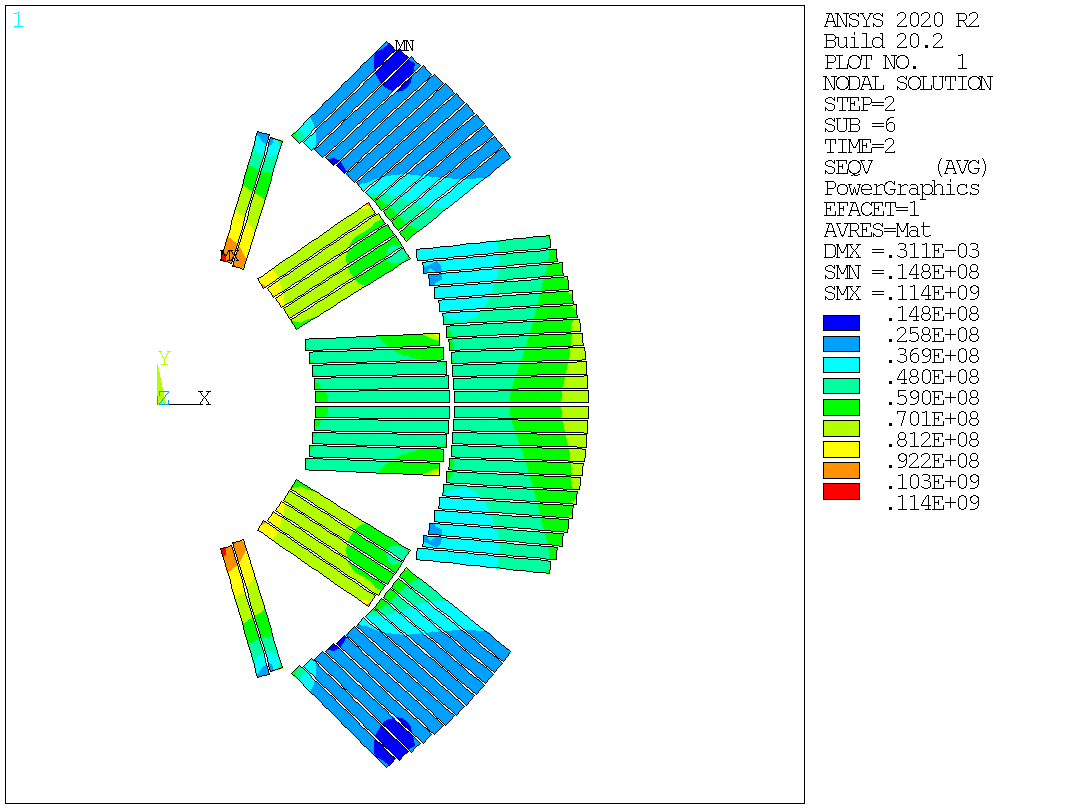 1
ANSYS 2020 R2
Build 20.2
PLOT NO. 1
NODAL SOLUTION
STEP=2
SUB =6
TIME=2
SEQV (AVG)
PowerGraphics
EFACET=1
AVRES=Mat
DMX =.311E-03
SMN =.148E+08
SMX =.114E+09
.148E+08
.258E+08
.369E+08
.480E+08
.590E+08
.701E+08
.812E+08
.922E+08
.103E+09
.114E+09
MN
MX
Y
Z X